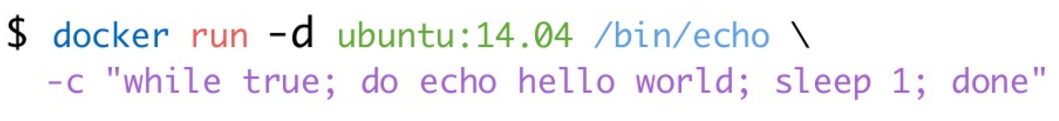 $ docker run -d ubuntu:14.04 /bin/echo \
-c "while true; do echo hello world; sleep 1; done"